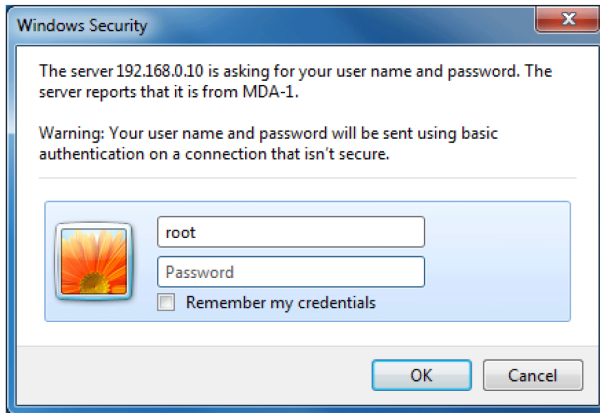 Windows Security
The server 192.168.0.10 is asking for your user name and password. The
server reports that it is from MDA-1.
Warning: Your user name and password will be sent using basic
authentication on a connection that isn't secure.
root
Password
Remember my credentials
OK
Cancel